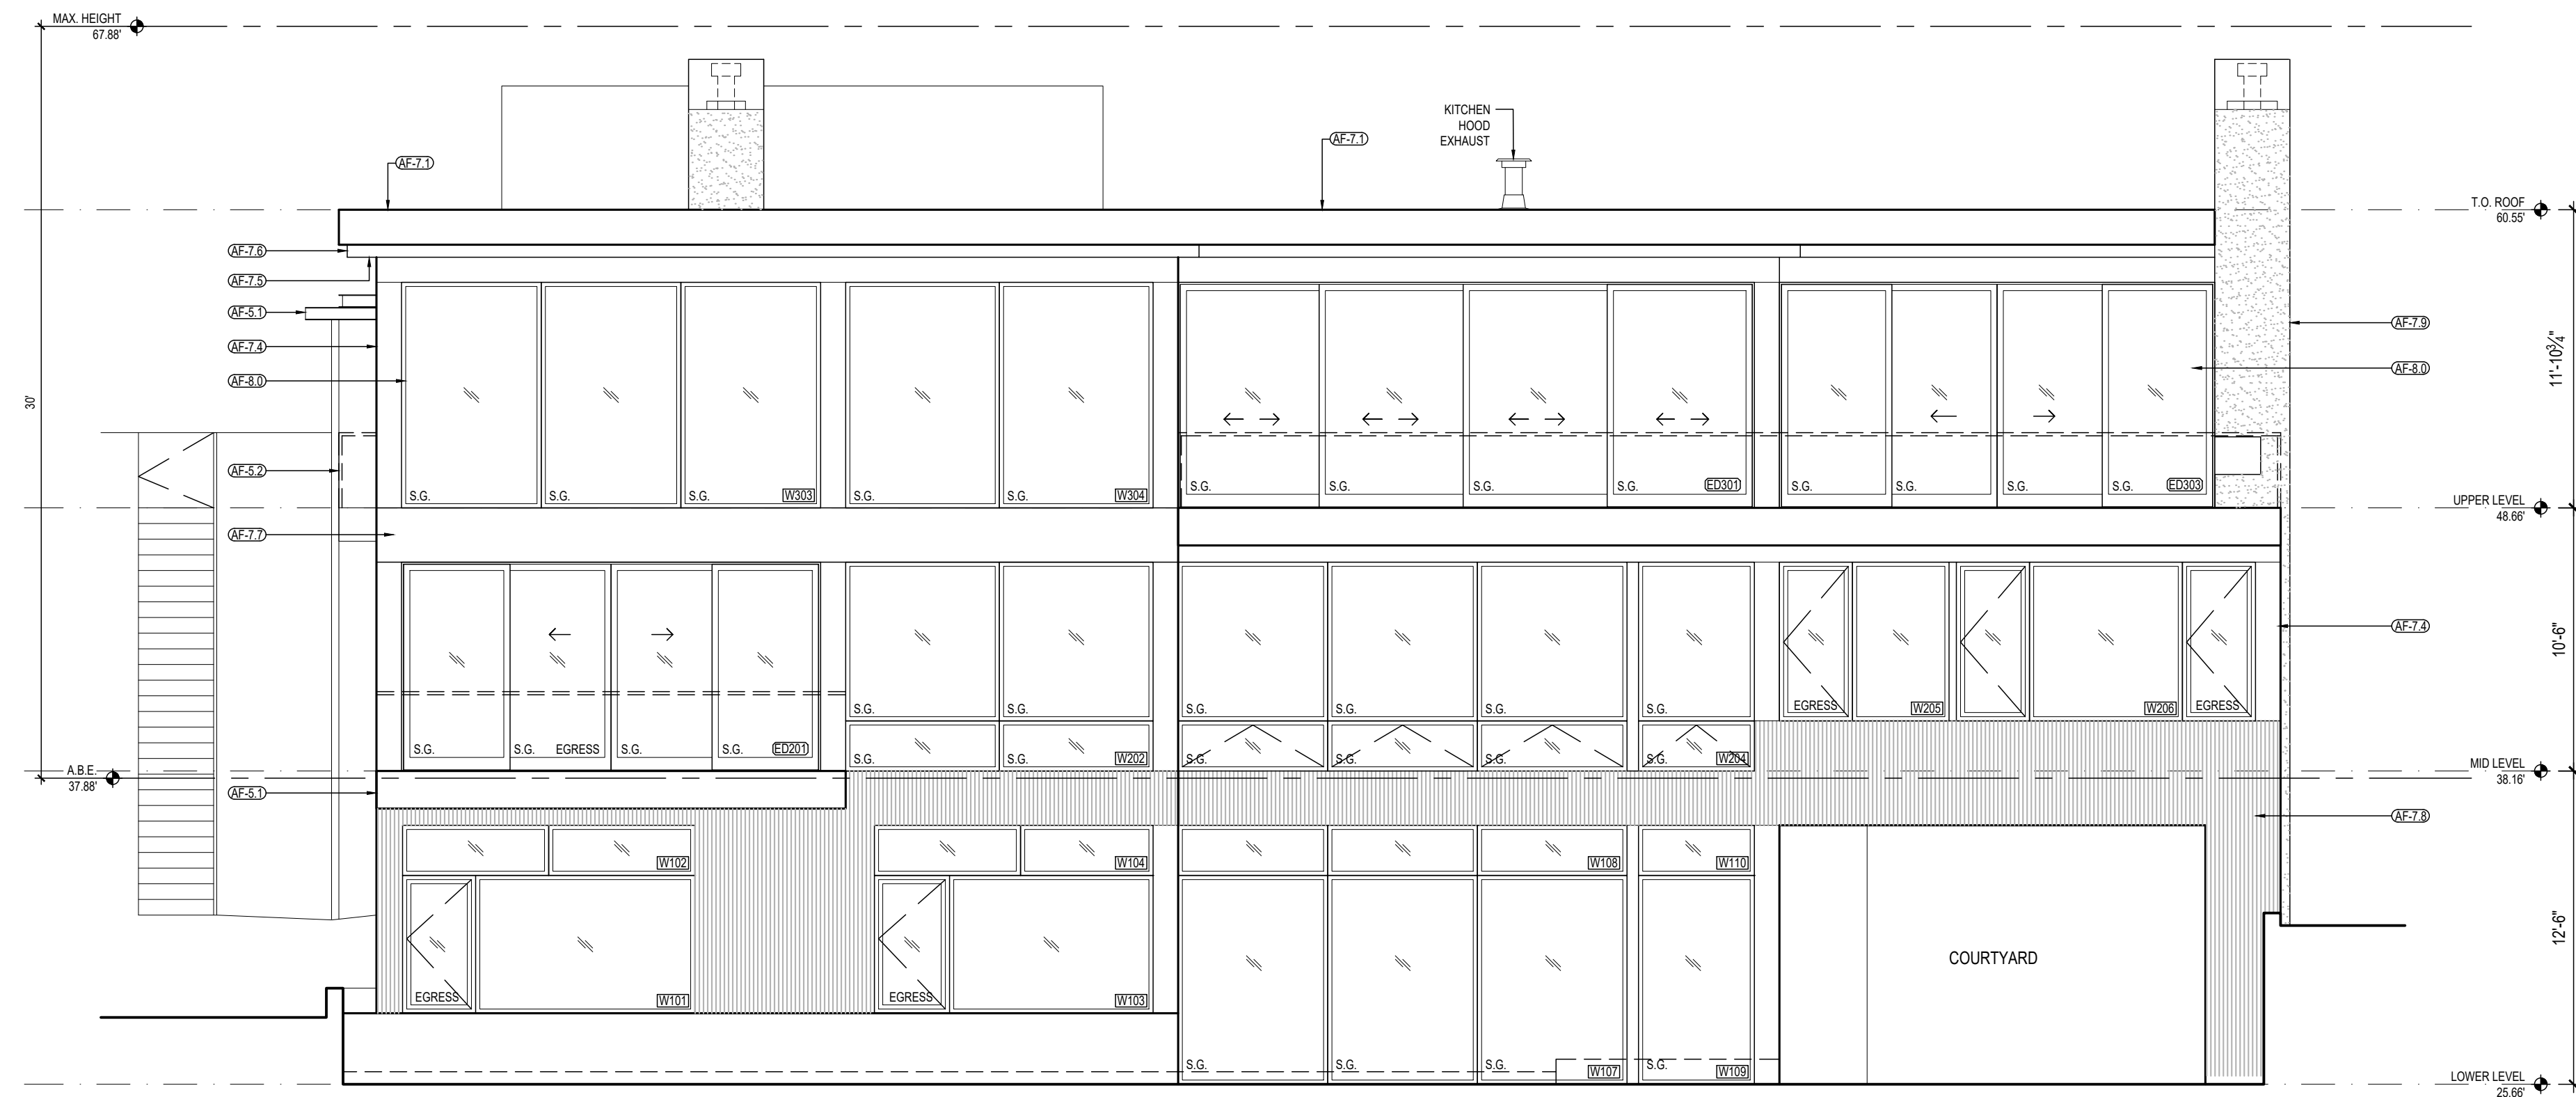 MAX. HEIGHT
67.88'
KITCHEN
HOOD
EXHAUST
AF-7.1
AF-7.1
T.O. ROOF
60.55'
AF-7.6
AF-7.5
AF-5.1
AF-7.9
AF-7.4
11'-10¾"
AF-8.0
AF-8.0
30'
AF-5.2
S.G.
S.G.
S.G.
W303
S.G.
S.G.
W304
S.G.
S.G.
S.G.
S.G.
ED301
S.G.
S.G.
S.G.
S.G.
ED303
UPPER LEVEL
48.66'
AF-7.7
AF-7.4
10'-6"
S.G.
S.G.
S.G.
S.G.
S.G.
S.G.
EGRESS
W205
W206
EGRESS
S.G.
S.G.
EGRESS
S.G.
S.G.
ED201
S.G.
S.G.
W202
S.G.
S.G.
S.G.
S.G.
W204
A.B.E.
37.88'
MID LEVEL
38.16'
AF-5.1
AF-7.8
W102
W104
W108
W110
12'-6"
COURTYARD
EGRESS
W101
EGRESS
W103
S.G.
S.G.
S.G.
W107
S.G.
W109
LOWER LEVEL
25.66'